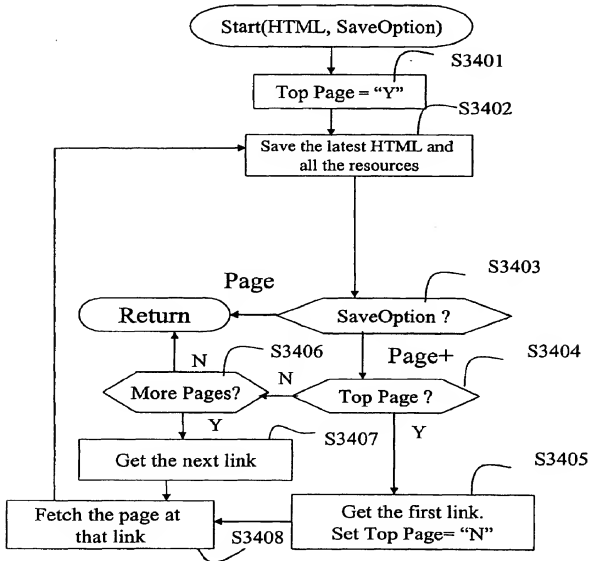 Start(HTML, SaveOption)
S3401
Top Page = “Y”
S3402
Save the latest HTML and
all the resources
S3403
Page
Return
SaveOption ?
S3406
Page+
S3404
N
More Pages?
N
Top Page ?
Y
S3407
Y
Get the next link
S3405
Fetch the page at
that link
Get the first link.
Set Top Page= “N”
S3408